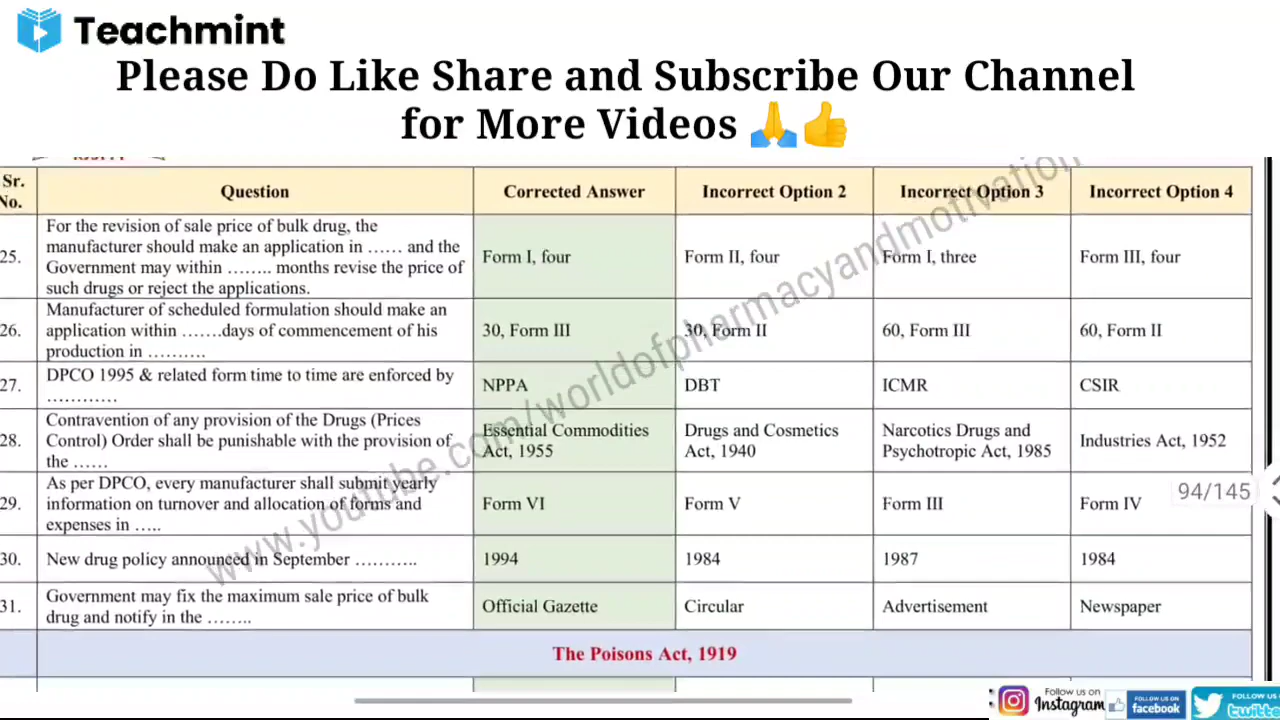 Teachmint
Please Do Like Share and Subscribe Our Channel
for More Videos 🙏👍
Sr.
No.
Question
Corrected Answer
Incorrect Option 2
Incorrect Option 3
Incorrect Option 4
25.
For the revision of sale price of bulk drug, the
manufacturer should make an application in …… and the
Government may within …….. months revise the price of
such drugs or reject the applications.
Form I, four
Form II, four
Form I, three
Form III, four
26.
Manufacturer of scheduled formulation should make an
application within …….days of commencement of his
production in ……….
30, Form III
30, Form II
60, Form III
60, Form II
27.
DPCO 1995 & related form time to time are enforced by
…………
NPPA
DBT
ICMR
CSIR
28.
Contravention of any provision of the Drugs (Prices
Control) Order shall be punishable with the provision of
the ……
Essential Commodities
Act, 1955
Drugs and Cosmetics
Act, 1940
Narcotics Drugs and
Psychotropic Act, 1985
Industries Act, 1952
29.
As per DPCO, every manufacturer shall submit yearly
information on turnover and allocation of forms and
expenses in …..
Form VI
Form V
Form III
Form IV
94/145
30.
New drug policy announced in September ………..
1994
1984
1987
1984
31.
Government may fix the maximum sale price of bulk
drug and notify in the ……..
Official Gazette
Circular
Advertisement
Newspaper
The Poisons Act, 1919
www.youtube.com/worldofpharmacyandmotivation
Follow us on
Instagram
FOLLOW US ON
facebook
FOLLOW US
twitte